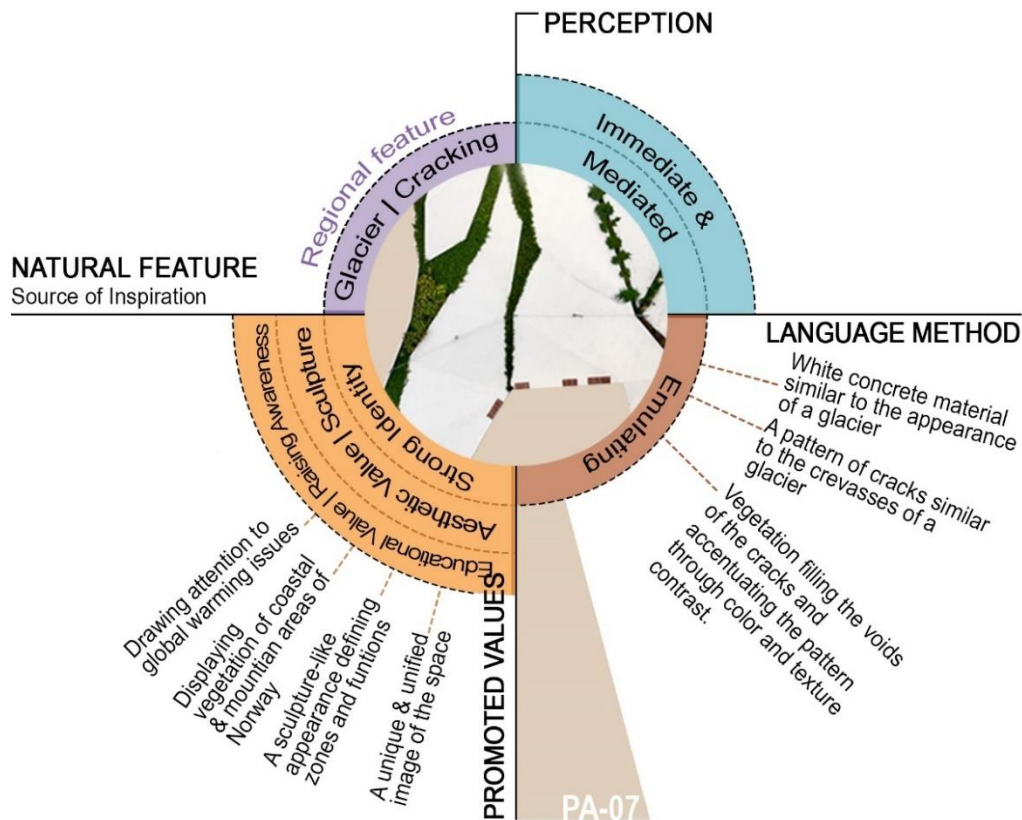 PERCEPTION
Immediate &
Mediated
Regional feature
Glacier | Cracking
NATURAL FEATURE
Source of Inspiration
LANGUAGE METHOD
Emulating
White concrete material
similar to the appearance
of a glacier
A pattern of cracks similar
to the crevasses of a
glacier
Vegetation filling the voids
of the cracks and
accentuating the pattern
through color and texture
contrast.
Strong Identity
Aesthetic Value | Sculpture
Educational Value | Raising Awareness
PROMOTED VALUES
Drawing attention to
global warming issues
Displaying
vegetation of coastal
& mountian areas of
Norway
A sculpture-like
appearance defining
zones and funtions
A unique & unified
image of the space
PA-07